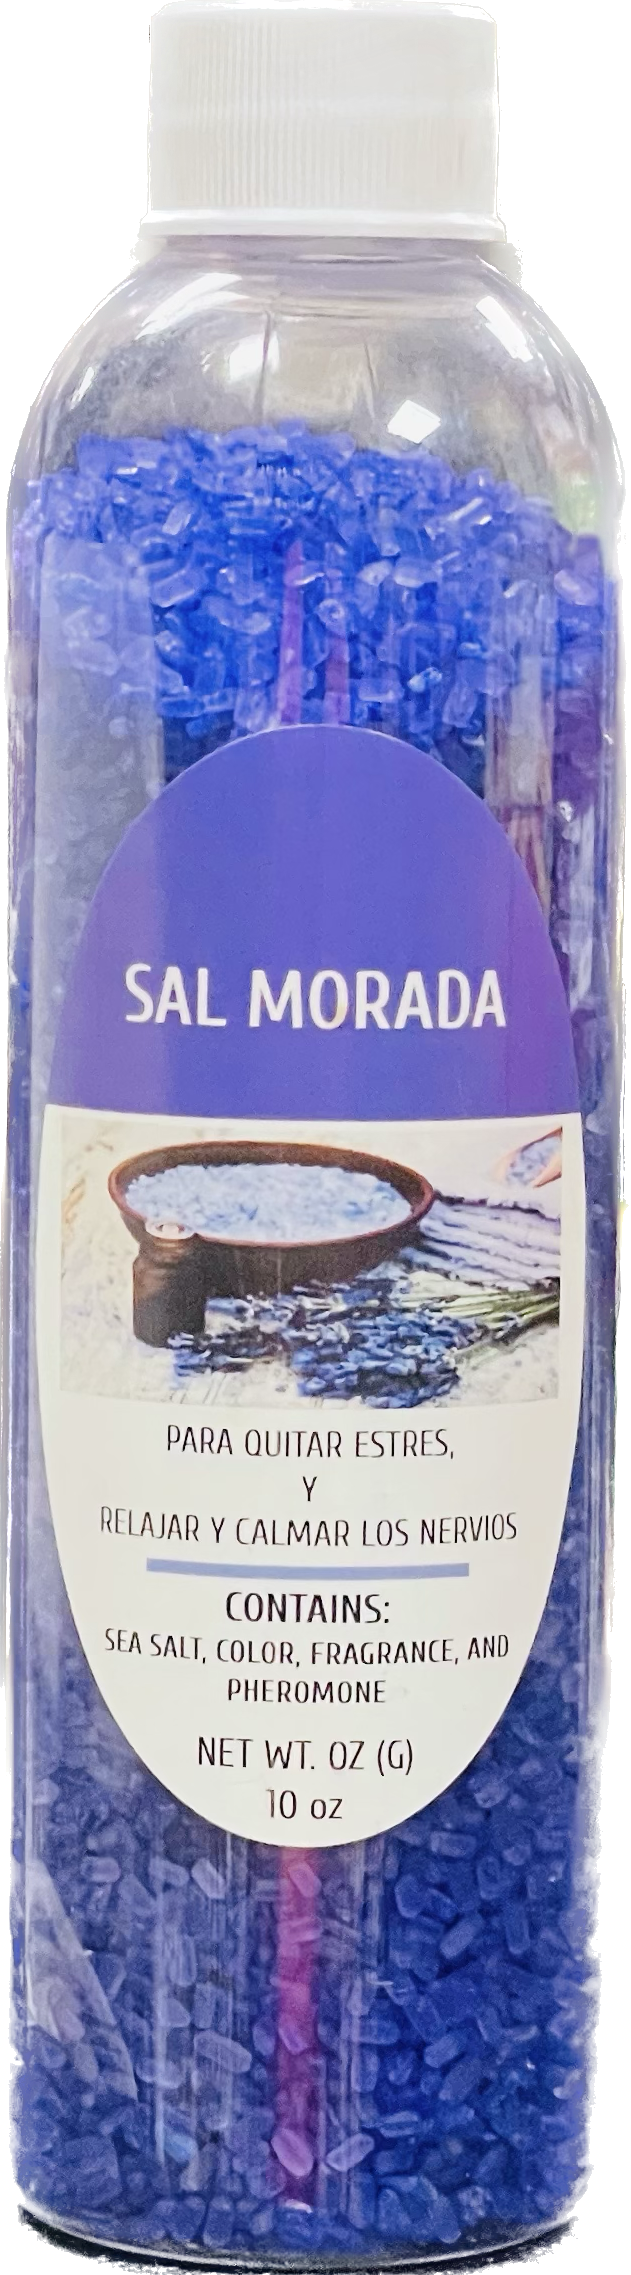 SAL MORADA
PARA QUITAR ESTRES,
Y
RELAJAR Y CALMAR LOS NERVIOS
CONTAINS:
SEA SALT, COLOR, FRAGRANCE, AND
PHEROMONE
NET WT. OZ (G)
10 oz